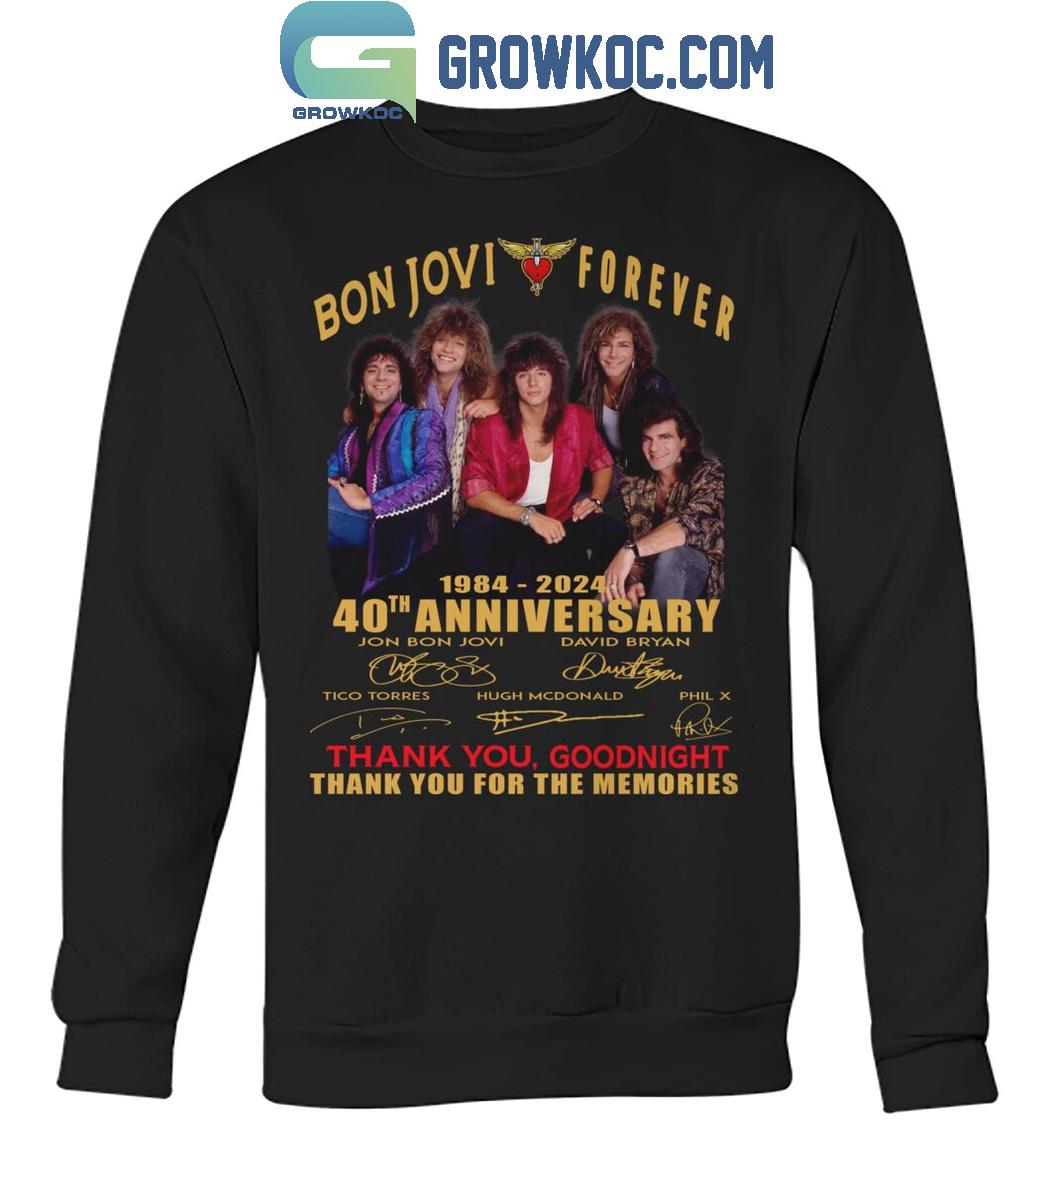 GROWKOC.COM
GROWKOC
BON JOVI FOREVER
1984 - 2024
40TH ANNIVERSARY
JON BON JOVI DAVID BRYAN
TICO TORRES HUGH MCDONALD PHIL X
THANK YOU, GOODNIGHT
THANK YOU FOR THE MEMORIES